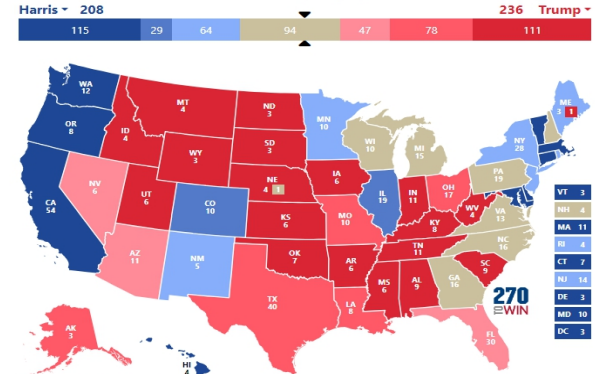 Harris 208
236 Trump
115 29 64 94 47 78 111
WA
12
OR
8
CA
54
NV
6
ID
4
MT
4
WY
3
UT
6
AZ
11
CO
10
NM
5
ND
3
SD
3
NE
4 1
KS
6
OK
7
TX
40
MN
10
IA
6
MO
10
AR
6
LA
8
WI
10
IL
19
MI
15
IN
11
OH
17
KY
8
TN
11
MS
6
AL
9
GA
16
FL
30
SC
9
NC
16
VA
13
WV
4
PA
19
NY
28
ME
3 1
AK
3
HI
4
VT 3
NH 4
MA 11
RI 4
CT 7
NJ 14
DE 3
MD 10
DC 3
270
TO WIN